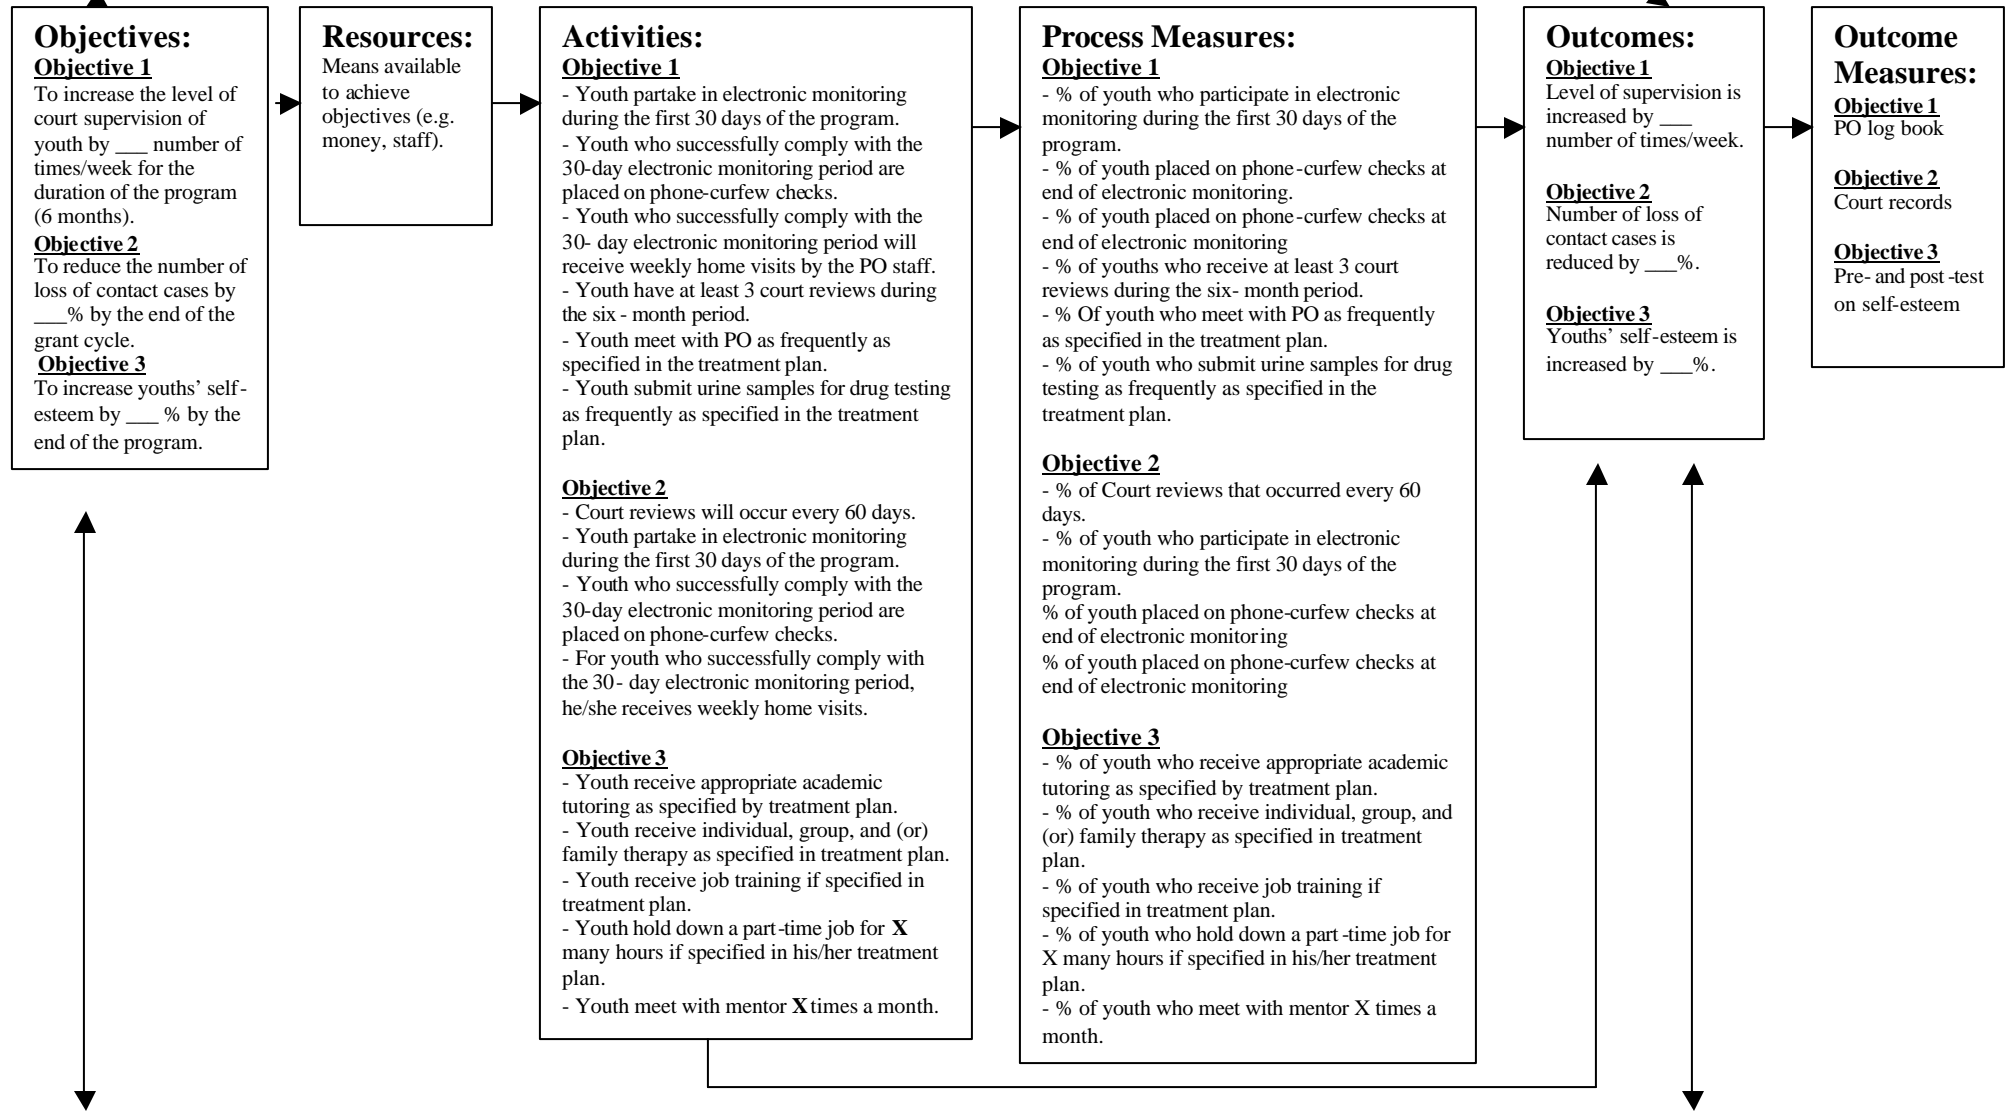 Objectives:
Objective 1
To increase the level of
court supervision of
youth by ___ number of
times/week for the
duration of the program
(6 months).
Objective 2
To reduce the number of
loss of contact cases by
___% by the end of the
grant cycle.
Objective 3
To increase youths’ self-
esteem by ___ % by the
end of the program.
Resources:
Means available
to achieve
objectives (e.g.
money, staff).
Activities:
Objective 1
- Youth partake in electronic monitoring
during the first 30 days of the program.
- Youth who successfully comply with the
30-day electronic monitoring period are
placed on phone-curfew checks.
- Youth who successfully comply with the
30- day electronic monitoring period will
receive weekly home visits by the PO staff.
- Youth have at least 3 court reviews during
the six - month period.
- Youth meet with PO as frequently as
specified in the treatment plan.
- Youth submit urine samples for drug testing
as frequently as specified in the treatment
plan.
Objective 2
- Court reviews will occur every 60 days.
- Youth partake in electronic monitoring
during the first 30 days of the program.
- Youth who successfully comply with the
30-day electronic monitoring period are
placed on phone-curfew checks.
- For youth who successfully comply with
the 30- day electronic monitoring period,
he/she receives weekly home visits.
Objective 3
- Youth receive appropriate academic
tutoring as specified by treatment plan.
- Youth receive individual, group, and (or)
family therapy as specified in treatment plan.
- Youth receive job training if specified in
treatment plan.
- Youth hold down a part-time job for X
many hours if specified in his/her treatment
plan.
- Youth meet with mentor X times a month.
Process Measures:
Objective 1
- % of youth who participate in electronic
monitoring during the first 30 days of the
program.
- % of youth placed on phone-curfew checks at
end of electronic monitoring.
- % of youth placed on phone-curfew checks at
end of electronic monitoring
- % of youths who receive at least 3 court
reviews during the six- month period.
- % Of youth who meet with PO as frequently
as specified in the treatment plan.
- % of youth who submit urine samples for drug
testing as frequently as specified in the
treatment plan.
Objective 2
- % of Court reviews that occurred every 60
days.
- % of youth who participate in electronic
monitoring during the first 30 days of the
program.
% of youth placed on phone-curfew checks at
end of electronic monitoring
% of youth placed on phone-curfew checks at
end of electronic monitoring
Objective 3
- % of youth who receive appropriate academic
tutoring as specified by treatment plan.
- % of youth who receive individual, group, and
(or) family therapy as specified in treatment
plan.
- % of youth who receive job training if
specified in treatment plan.
- % of youth who hold down a part-time job for
X many hours if specified in his/her treatment
plan.
- % of youth who meet with mentor X times a
month.
Outcomes:
Objective 1
Level of supervision is
increased by ___
number of times/week.
Objective 2
Number of loss of
contact cases is
reduced by ___%.
Objective 3
Youths’ self-esteem is
increased by ___%.
Outcome
Measures:
Objective 1
PO log book
Objective 2
Court records
Objective 3
Pre- and post-test
on self-esteem